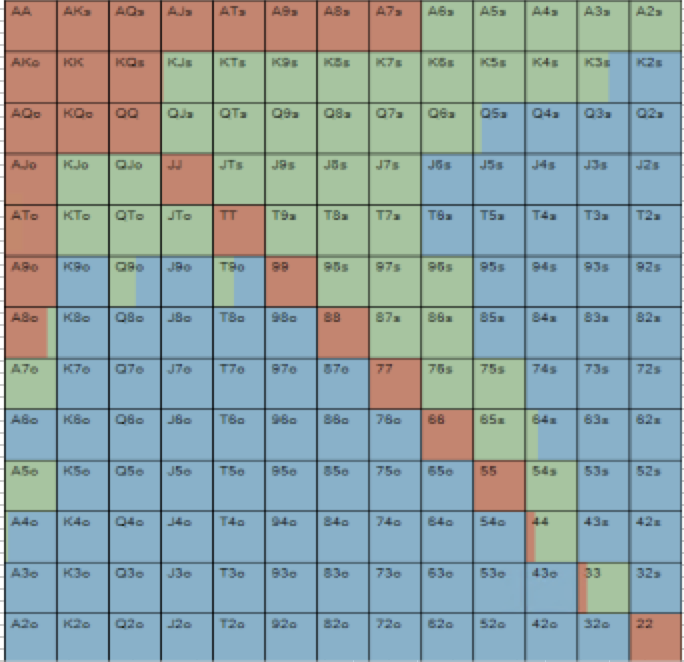 AA AKs AQs AJs ATs A9s A8s A7s A6s A5s A4s A3s A2s
AKo KK KQs KJs KTs K9s K8s K7s K6s K5s K4s K3s K2s
AQo KQo QQ QJs QTs Q9s Q8s Q7s Q6s Q5s Q4s Q3s Q2s
AJo KJo QJo JJ JTs J9s J8s J7s J6s J5s J4s J3s J2s
ATo KTo QTo JTo TT T9s T8s T7s T6s T5s T4s T3s T2s
A9o K9o Q9o J9o T9o 99 98s 97s 96s 95s 94s 93s 92s
A8o K8o Q8o J8o T8o 98o 88 87s 86s 85s 84s 83s 82s
A7o K7o Q7o J7o T7o 97o 87o 77 76s 75s 74s 73s 72s
A6o K6o Q6o J6o T6o 96o 86o 76o 66 65s 64s 63s 62s
A5o K5o Q5o J5o T5o 95o 85o 75o 65o 55 54s 53s 52s
A4o K4o Q4o J4o T4o 94o 84o 74o 64o 54o 44 43s 42s
A3o K3o Q3o J3o T3o 93o 83o 73o 63o 53o 43o 33 32s
A2o K2o Q2o J2o T2o 92o 82o 72o 62o 52o 42o 32o 22